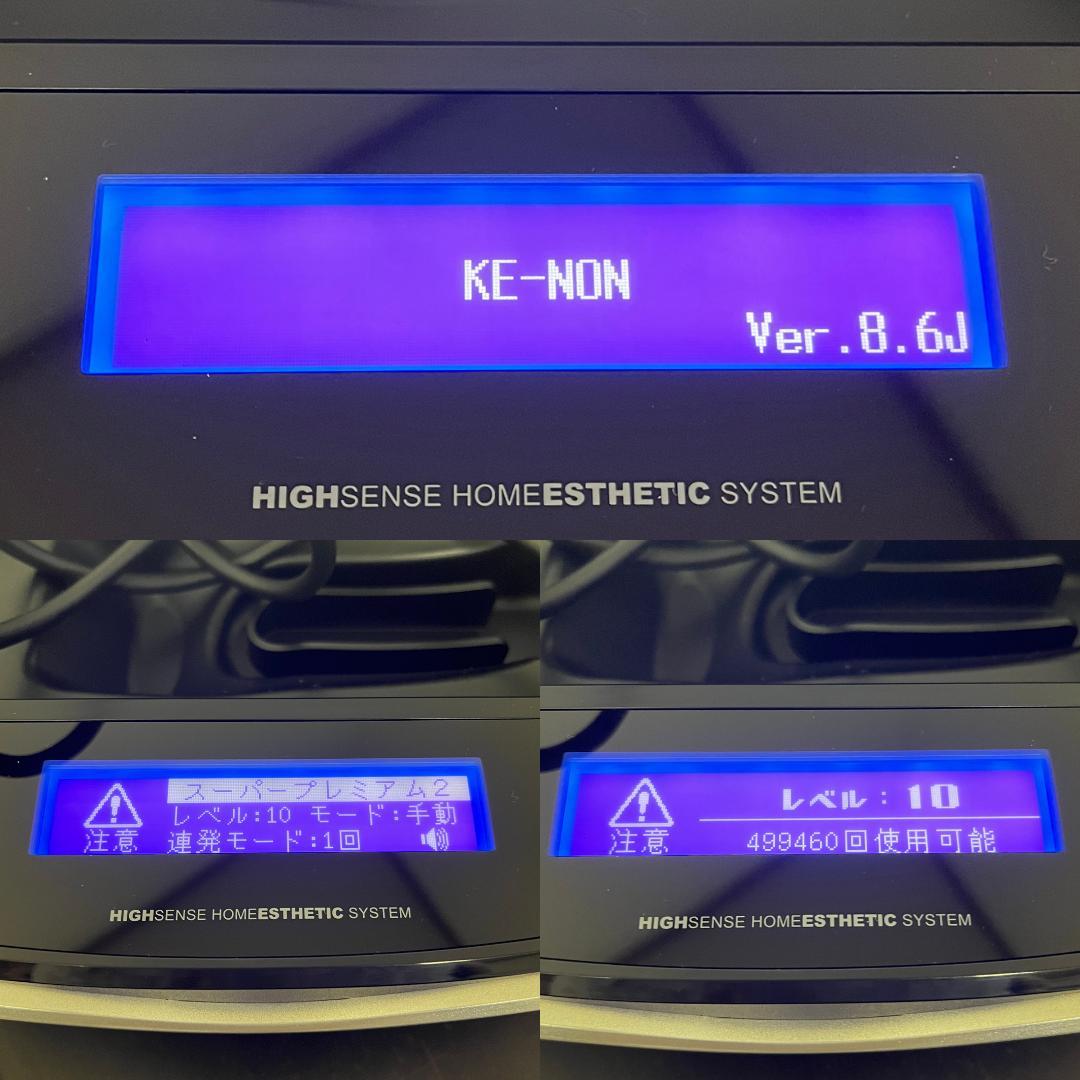 KE-NON
Ver.8.6J
HIGHSENSE HOMEESTHETIC SYSTEM
スーパープレミアム2
レベル:10 モード:手動
注意 連発モード:1回
HIGHSENSE HOMEESTHETIC SYSTEM
レベル:10
注意 499460回使用可能
HIGHSENSE HOMEESTHETIC SYSTEM